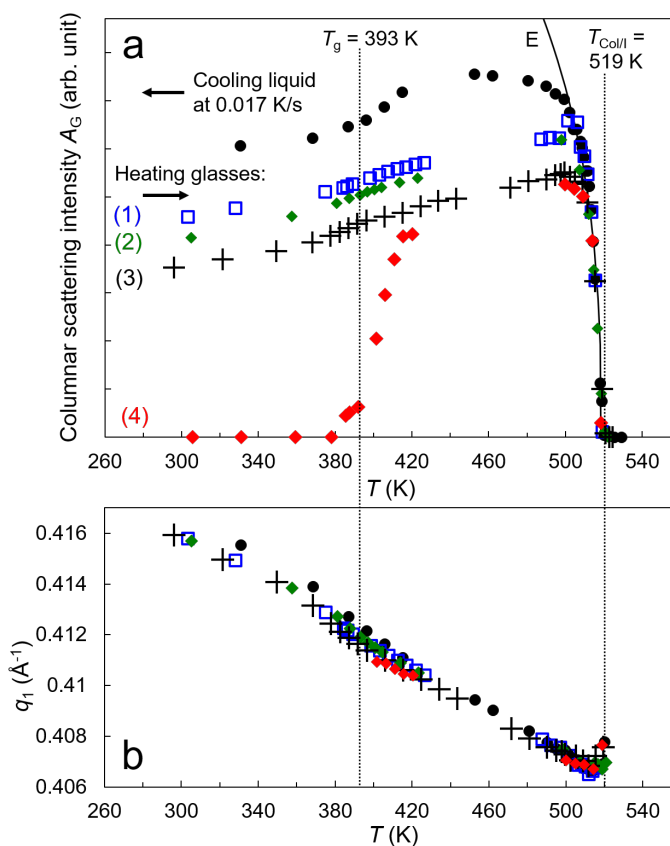 a
T_g = 393 K
E
T_Col/I =
519 K
Cooling liquid
at 0.017 K/s
Heating glasses:
(1)
(2)
(3)
(4)
Columnar scattering intensity A_G (arb. unit)
260 300 340 380 420 460 500 540
T (K)
b
q_1 (Å⁻¹)
0.416
0.414
0.412
0.41
0.408
0.406
260 300 340 380 420 460 500 540
T (K)